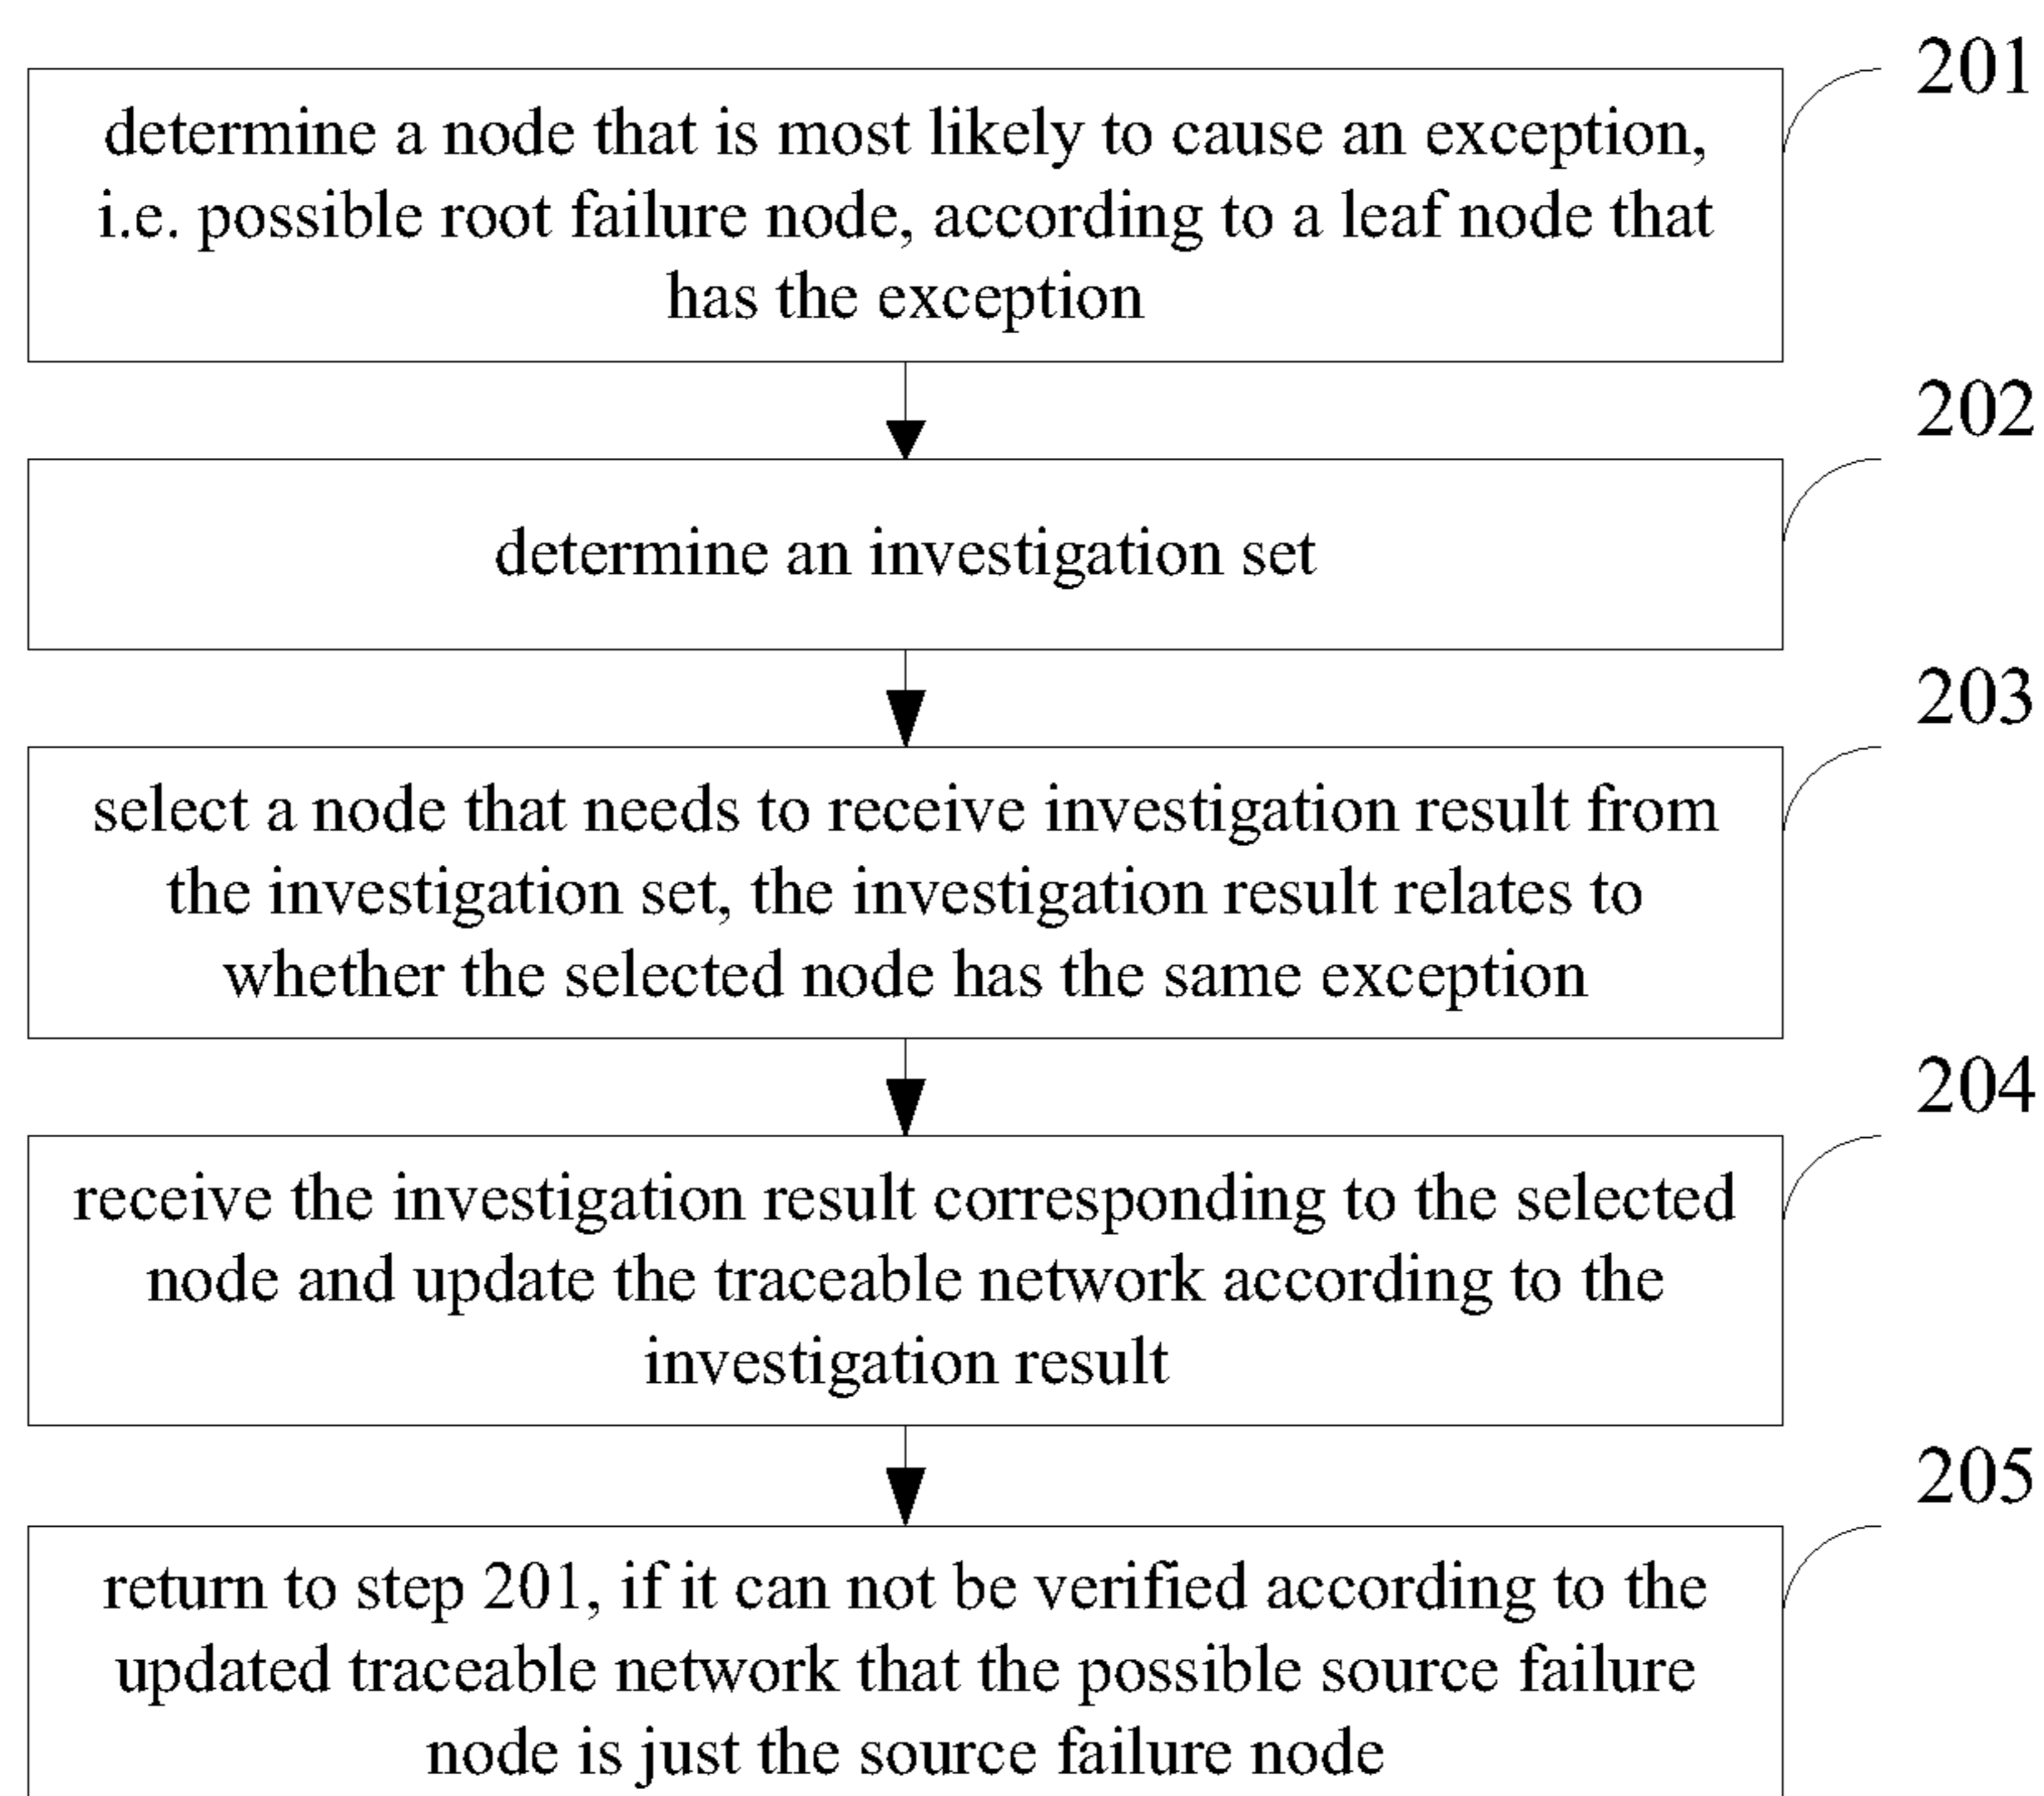 201
determine a node that is most likely to cause an exception,
i.e. possible root failure node, according to a leaf node that
has the exception
202
determine an investigation set
203
select a node that needs to receive investigation result from
the investigation set, the investigation result relates to
whether the selected node has the same exception
204
receive the investigation result corresponding to the selected
node and update the traceable network according to the
investigation result
205
return to step 201, if it can not be verified according to the
updated traceable network that the possible source failure
node is just the source failure node